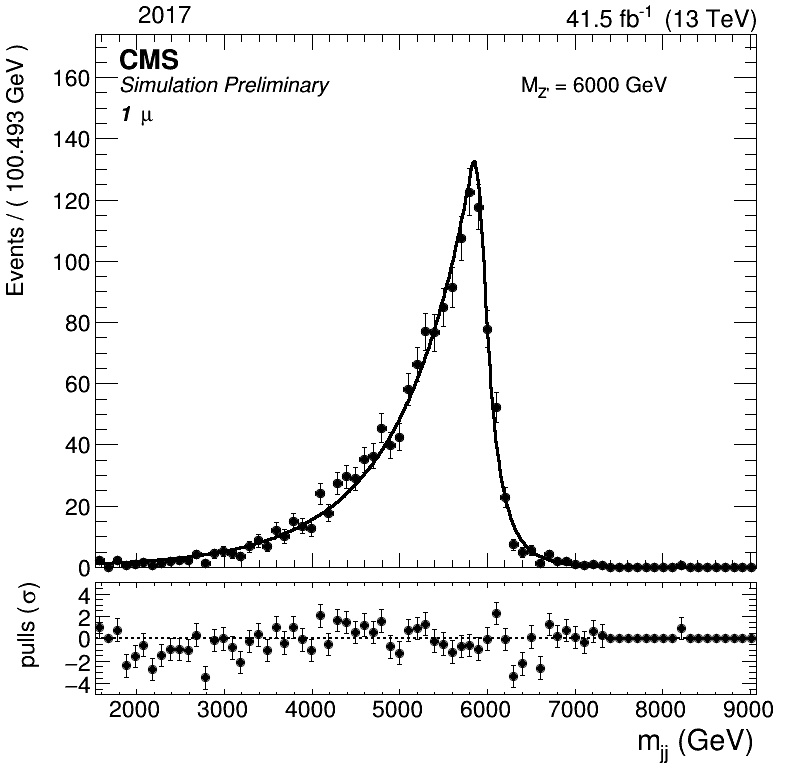 2017
41.5 fb⁻¹ (13 TeV)
CMS
Simulation Preliminary
M_Z' = 6000 GeV
1 μ
Events / ( 100.493 GeV )
160
140
120
100
80
60
40
20
0
pulls (σ)
4
2
0
−2
−4
2000 3000 4000 5000 6000 7000 8000 9000
m_jj (GeV)